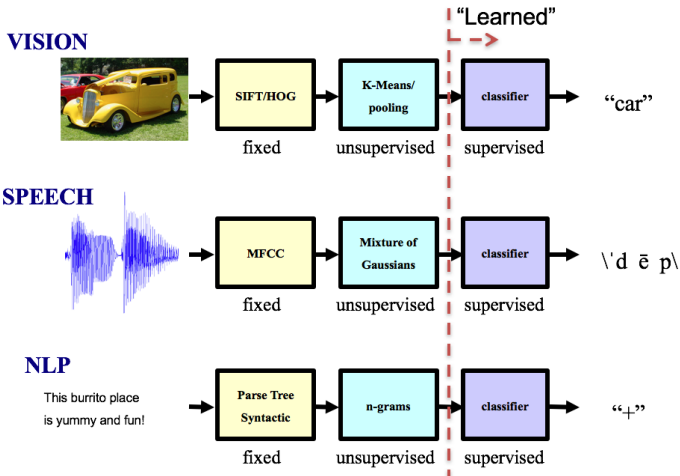 “Learned”
VISION
SIFT/HOG
K-Means/
pooling
classifier
“car”
fixed
unsupervised
supervised
SPEECH
MFCC
Mixture of
Gaussians
classifier
\ˈd ē p\
fixed
unsupervised
supervised
NLP
This burrito place
is yummy and fun!
Parse Tree
Syntactic
n-grams
classifier
“+”
fixed
unsupervised
supervised